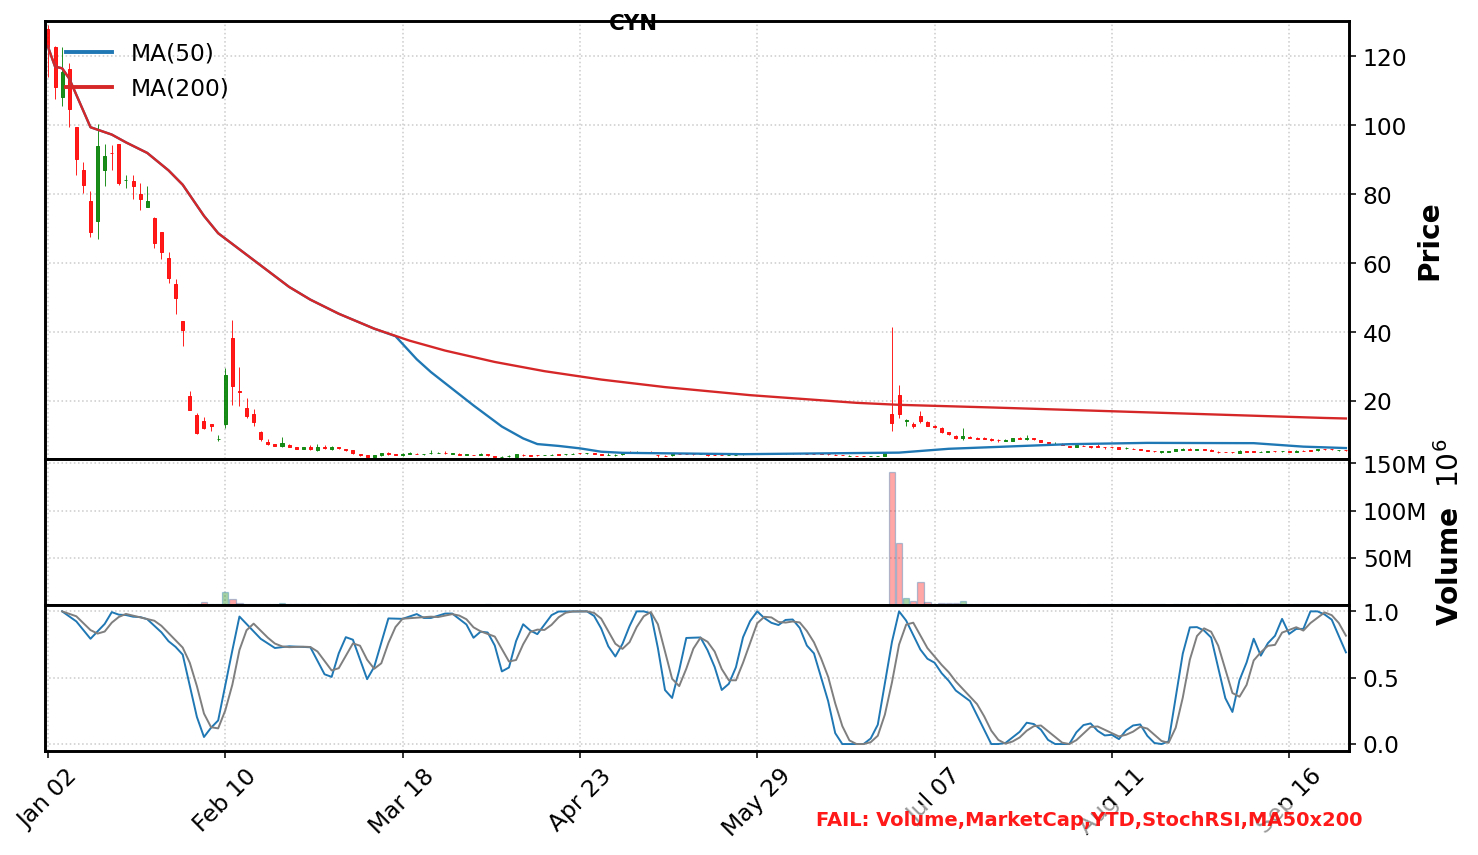 CYN
MA(50)
MA(200)
120
100
80
60
40
20
Price
150M
100M
50M
Volume 10^6
1.0
0.5
0.0
Jan 02
Feb 10
Mar 18
Apr 23
May 29
Jul 07
Aug 11
Sep 16
FAIL: Volume,MarketCap,YTD,StochRSI,MA50x200